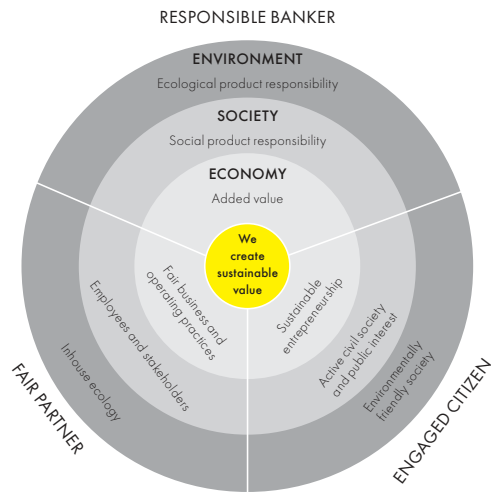 RESPONSIBLE BANKER
ENVIRONMENT
Ecological product responsibility
SOCIETY
Social product responsibility
ECONOMY
Added value
We
create
sustainable
value
Fair business and
operating practices
Employees and stakeholders
Inhouse ecology
FAIR PARTNER
Sustainable
entrepreneurship
Active civil society
and public interest
Environmentally
friendly society
ENGAGED CITIZEN